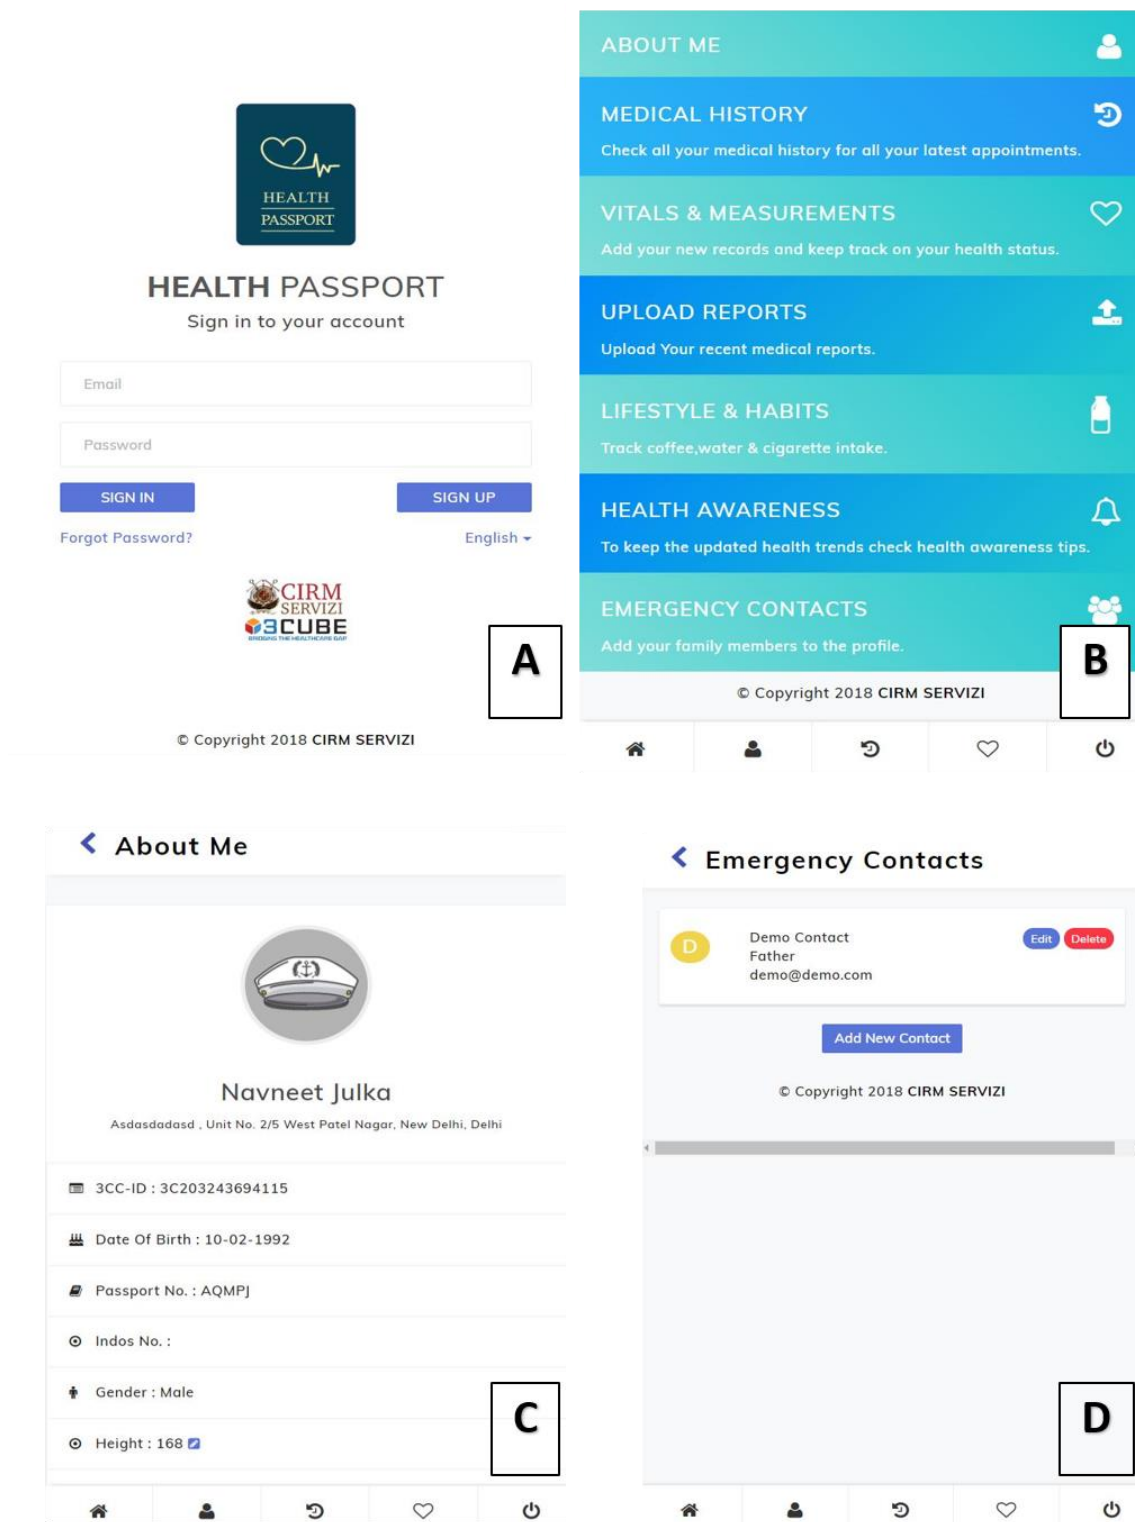 HEALTH
PASSPORT
HEALTH PASSPORT
Sign in to your account
Email
Password
SIGN IN
SIGN UP
Forgot Password?
English
CIRM
SERVIZI
3CUBE
BRIDGING THE HEALTHCARE GAP
A
© Copyright 2018 CIRM SERVIZI
ABOUT ME
MEDICAL HISTORY
Check all your medical history for all your latest appointments.
VITALS & MEASUREMENTS
Add your new records and keep track on your health status.
UPLOAD REPORTS
Upload Your recent medical reports.
LIFESTYLE & HABITS
Track coffee,water & cigarette intake.
HEALTH AWARENESS
To keep the updated health trends check health awareness tips.
EMERGENCY CONTACTS
Add your family members to the profile.
B
© Copyright 2018 CIRM SERVIZI
About Me
Navneet Julka
Asdasdadasd , Unit No. 2/5 West Patel Nagar, New Delhi, Delhi
3CC-ID : 3C203243694115
Date Of Birth : 10-02-1992
Passport No. : AQMPJ
Indos No. :
Gender : Male
Height : 168
C
Emergency Contacts
D
Demo Contact
Father
demo@demo.com
Edit
Delete
Add New Contact
© Copyright 2018 CIRM SERVIZI
D